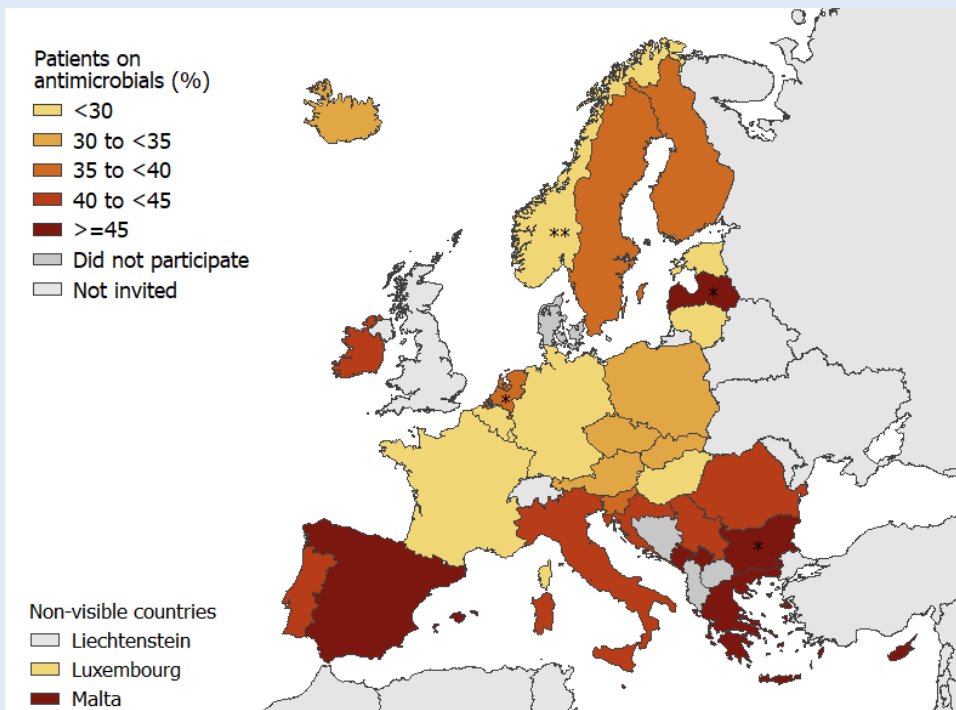 Patients on
antimicrobials (%)
<30
30 to <35
35 to <40
40 to <45
>=45
Did not participate
Not invited
**
*
*
*
Non-visible countries
Liechtenstein
Luxembourg
Malta